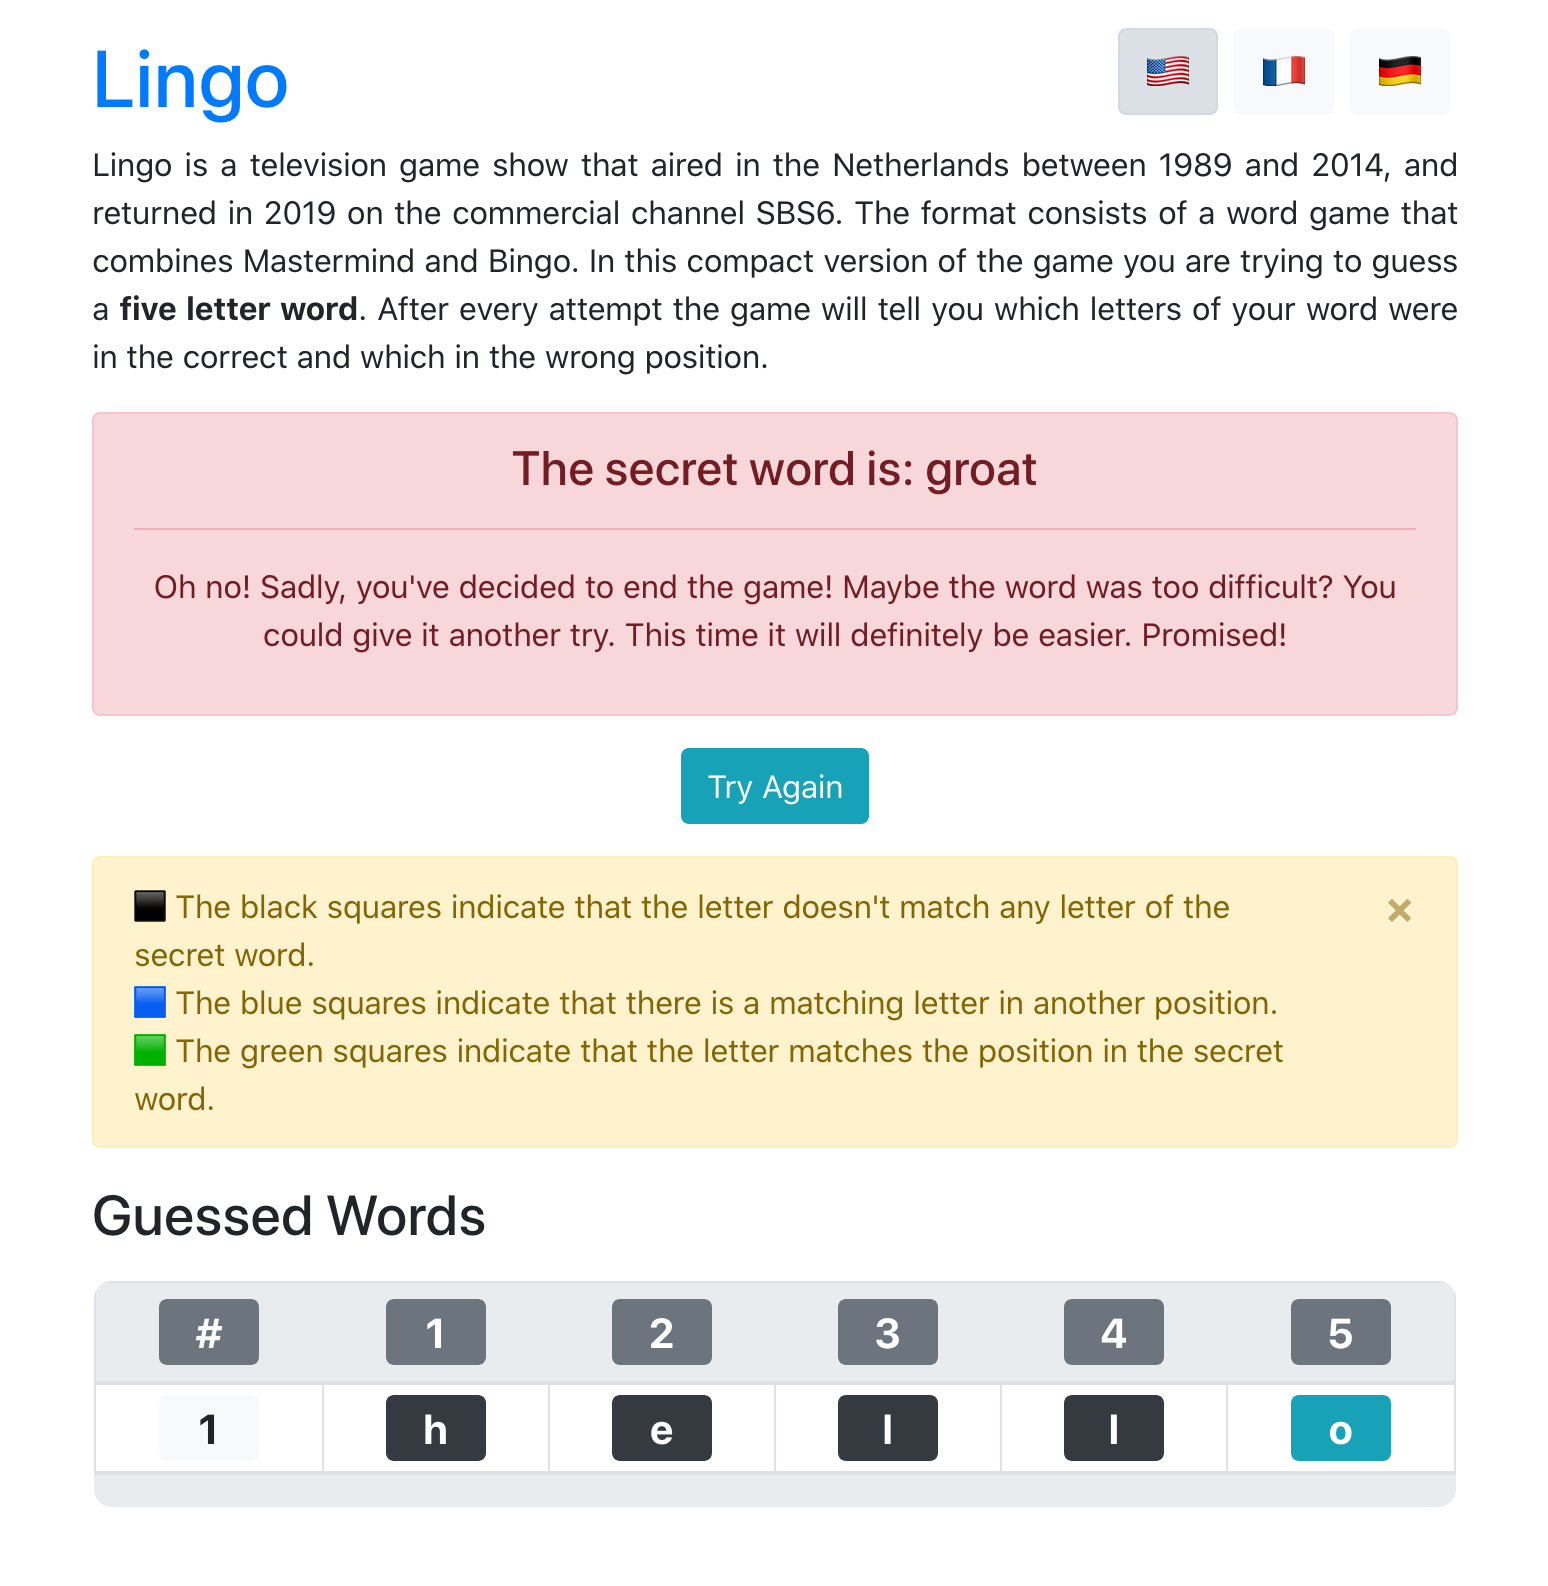 Lingo
Lingo is a television game show that aired in the Netherlands between 1989 and 2014, and
returned in 2019 on the commercial channel SBS6. The format consists of a word game that
combines Mastermind and Bingo. In this compact version of the game you are trying to guess
a five letter word. After every attempt the game will tell you which letters of your word were
in the correct and which in the wrong position.
The secret word is: groat
Oh no! Sadly, you've decided to end the game! Maybe the word was too difficult? You
could give it another try. This time it will definitely be easier. Promised!
Try Again
The black squares indicate that the letter doesn't match any letter of the
secret word.
The blue squares indicate that there is a matching letter in another position.
The green squares indicate that the letter matches the position in the secret
word.
×
Guessed Words
# 1 2 3 4 5
1 h e l l o